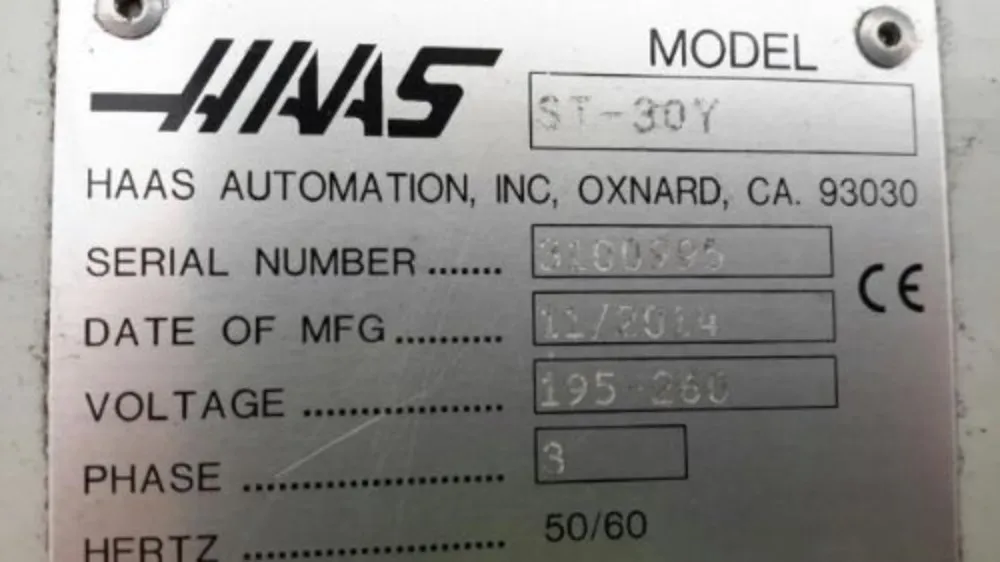 HAAS
MODEL
ST-30Y
HAAS AUTOMATION, INC, OXNARD, CA. 93030
SERIAL NUMBER .......
DATE OF MFG .......... 11/2014
VOLTAGE ................... 195-260
PHASE ......................... 3
HERTZ ......................... 50/60
CE